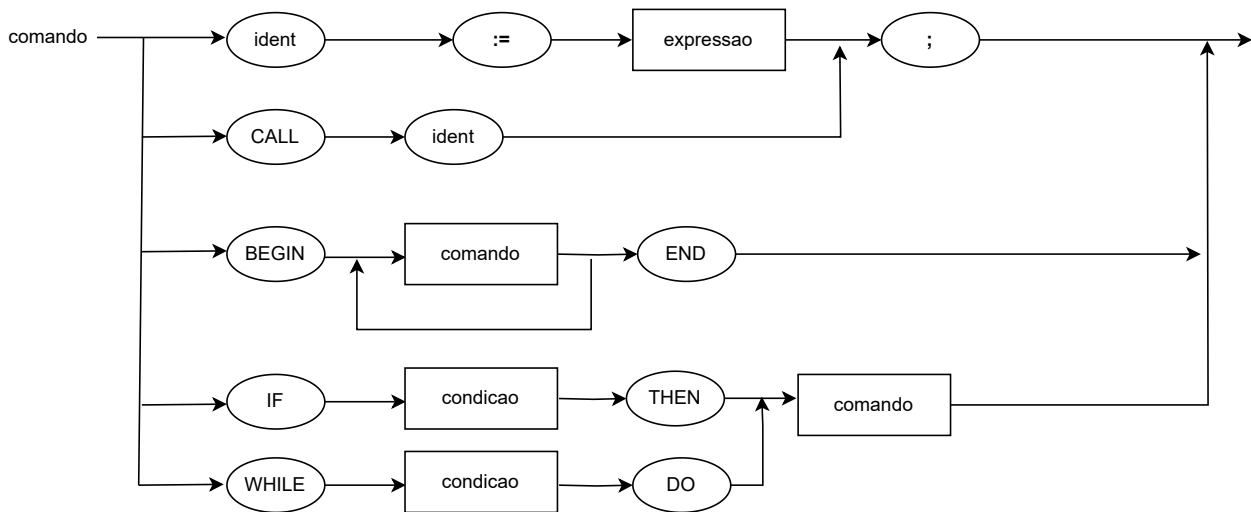 comando ident := expressao ;
CALL ident
BEGIN comando END
IF condicao THEN comando
WHILE condicao DO